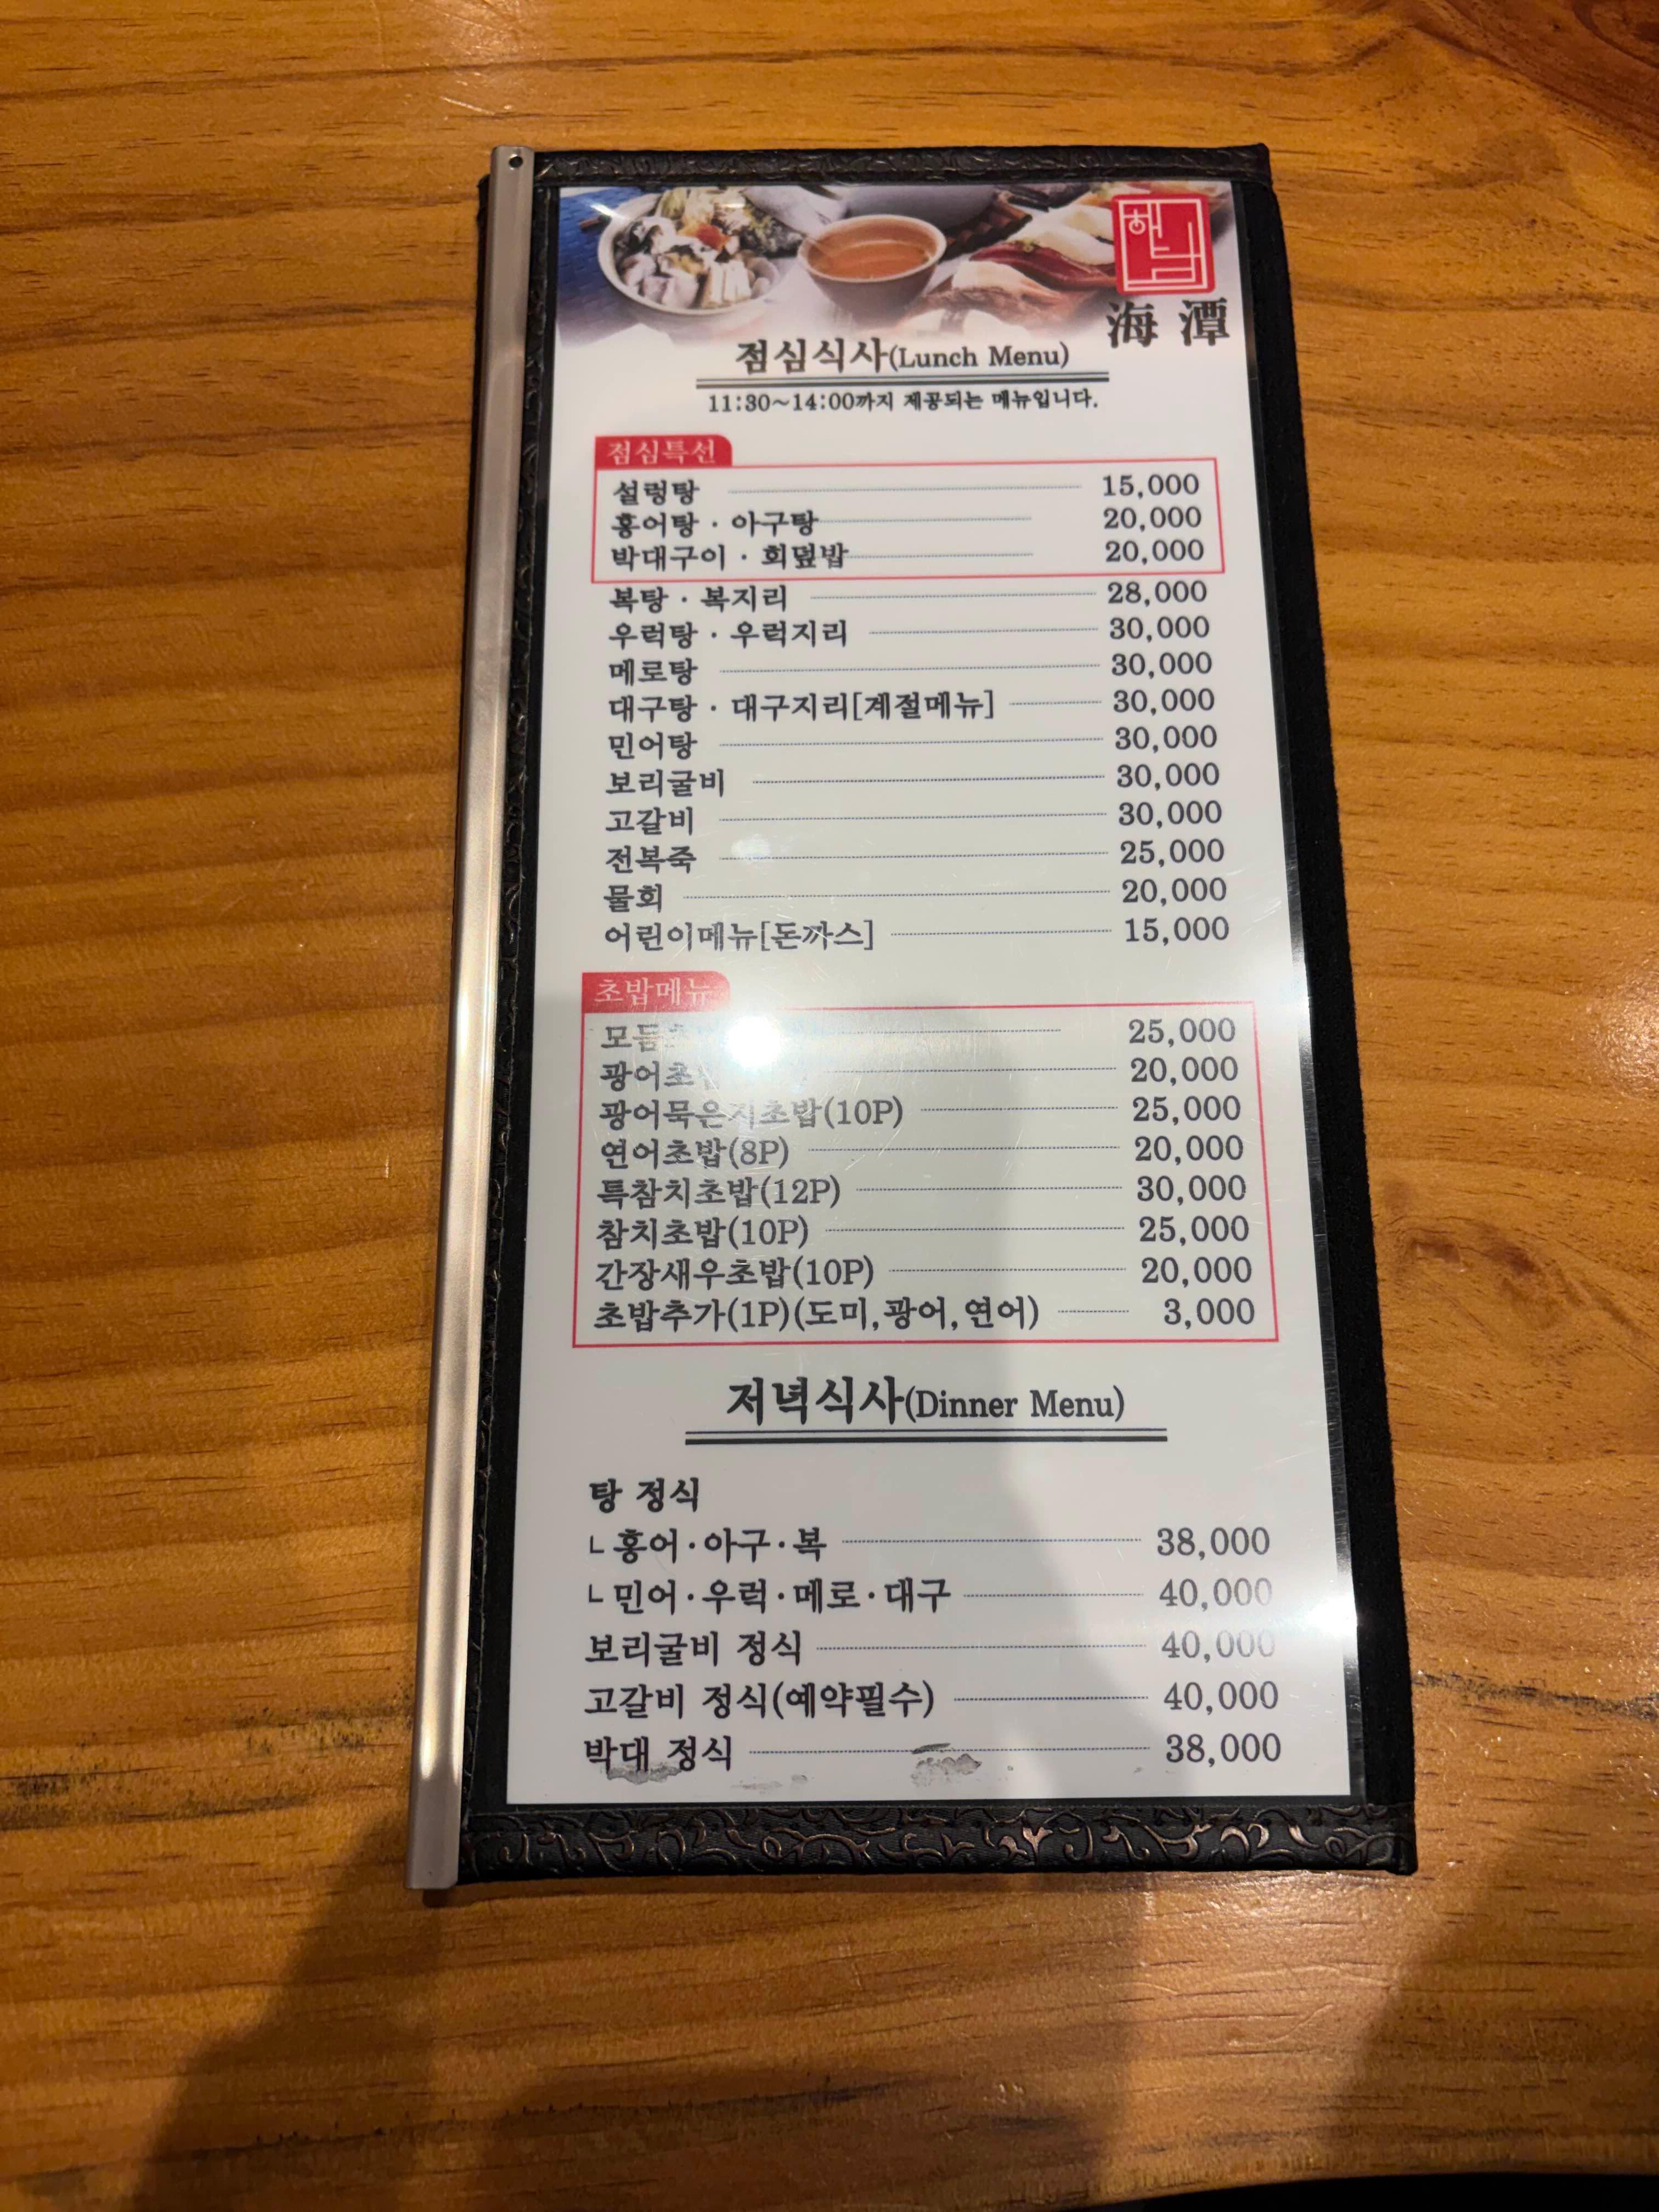 해담
海潭
점심식사(Lunch Menu)
11:30~14:00까지 제공되는 메뉴입니다.
점심특선
설렁탕 15,000
홍어탕 · 아구탕 20,000
박대구이 · 회덮밥 20,000
복탕 · 복지리 28,000
우럭탕 · 우럭지리 30,000
메로탕 30,000
대구탕 · 대구지리[계절메뉴] 30,000
민어탕 30,000
보리굴비 30,000
고갈비 30,000
전복죽 25,000
물회 20,000
어린이메뉴[돈까스] 15,000
초밥메뉴
25,000
20,000
광어묵은지초밥(10P) 25,000
연어초밥(8P) 20,000
특참치초밥(12P) 30,000
참치초밥(10P) 25,000
간장새우초밥(10P) 20,000
초밥추가(1P)(도미,광어,연어) 3,000
저녁식사(Dinner Menu)
탕 정식
ㄴ홍어·아구·복 38,000
ㄴ민어·우럭·메로·대구 40,000
보리굴비 정식 40,000
고갈비 정식(예약필수) 40,000
박대 정식 38,000